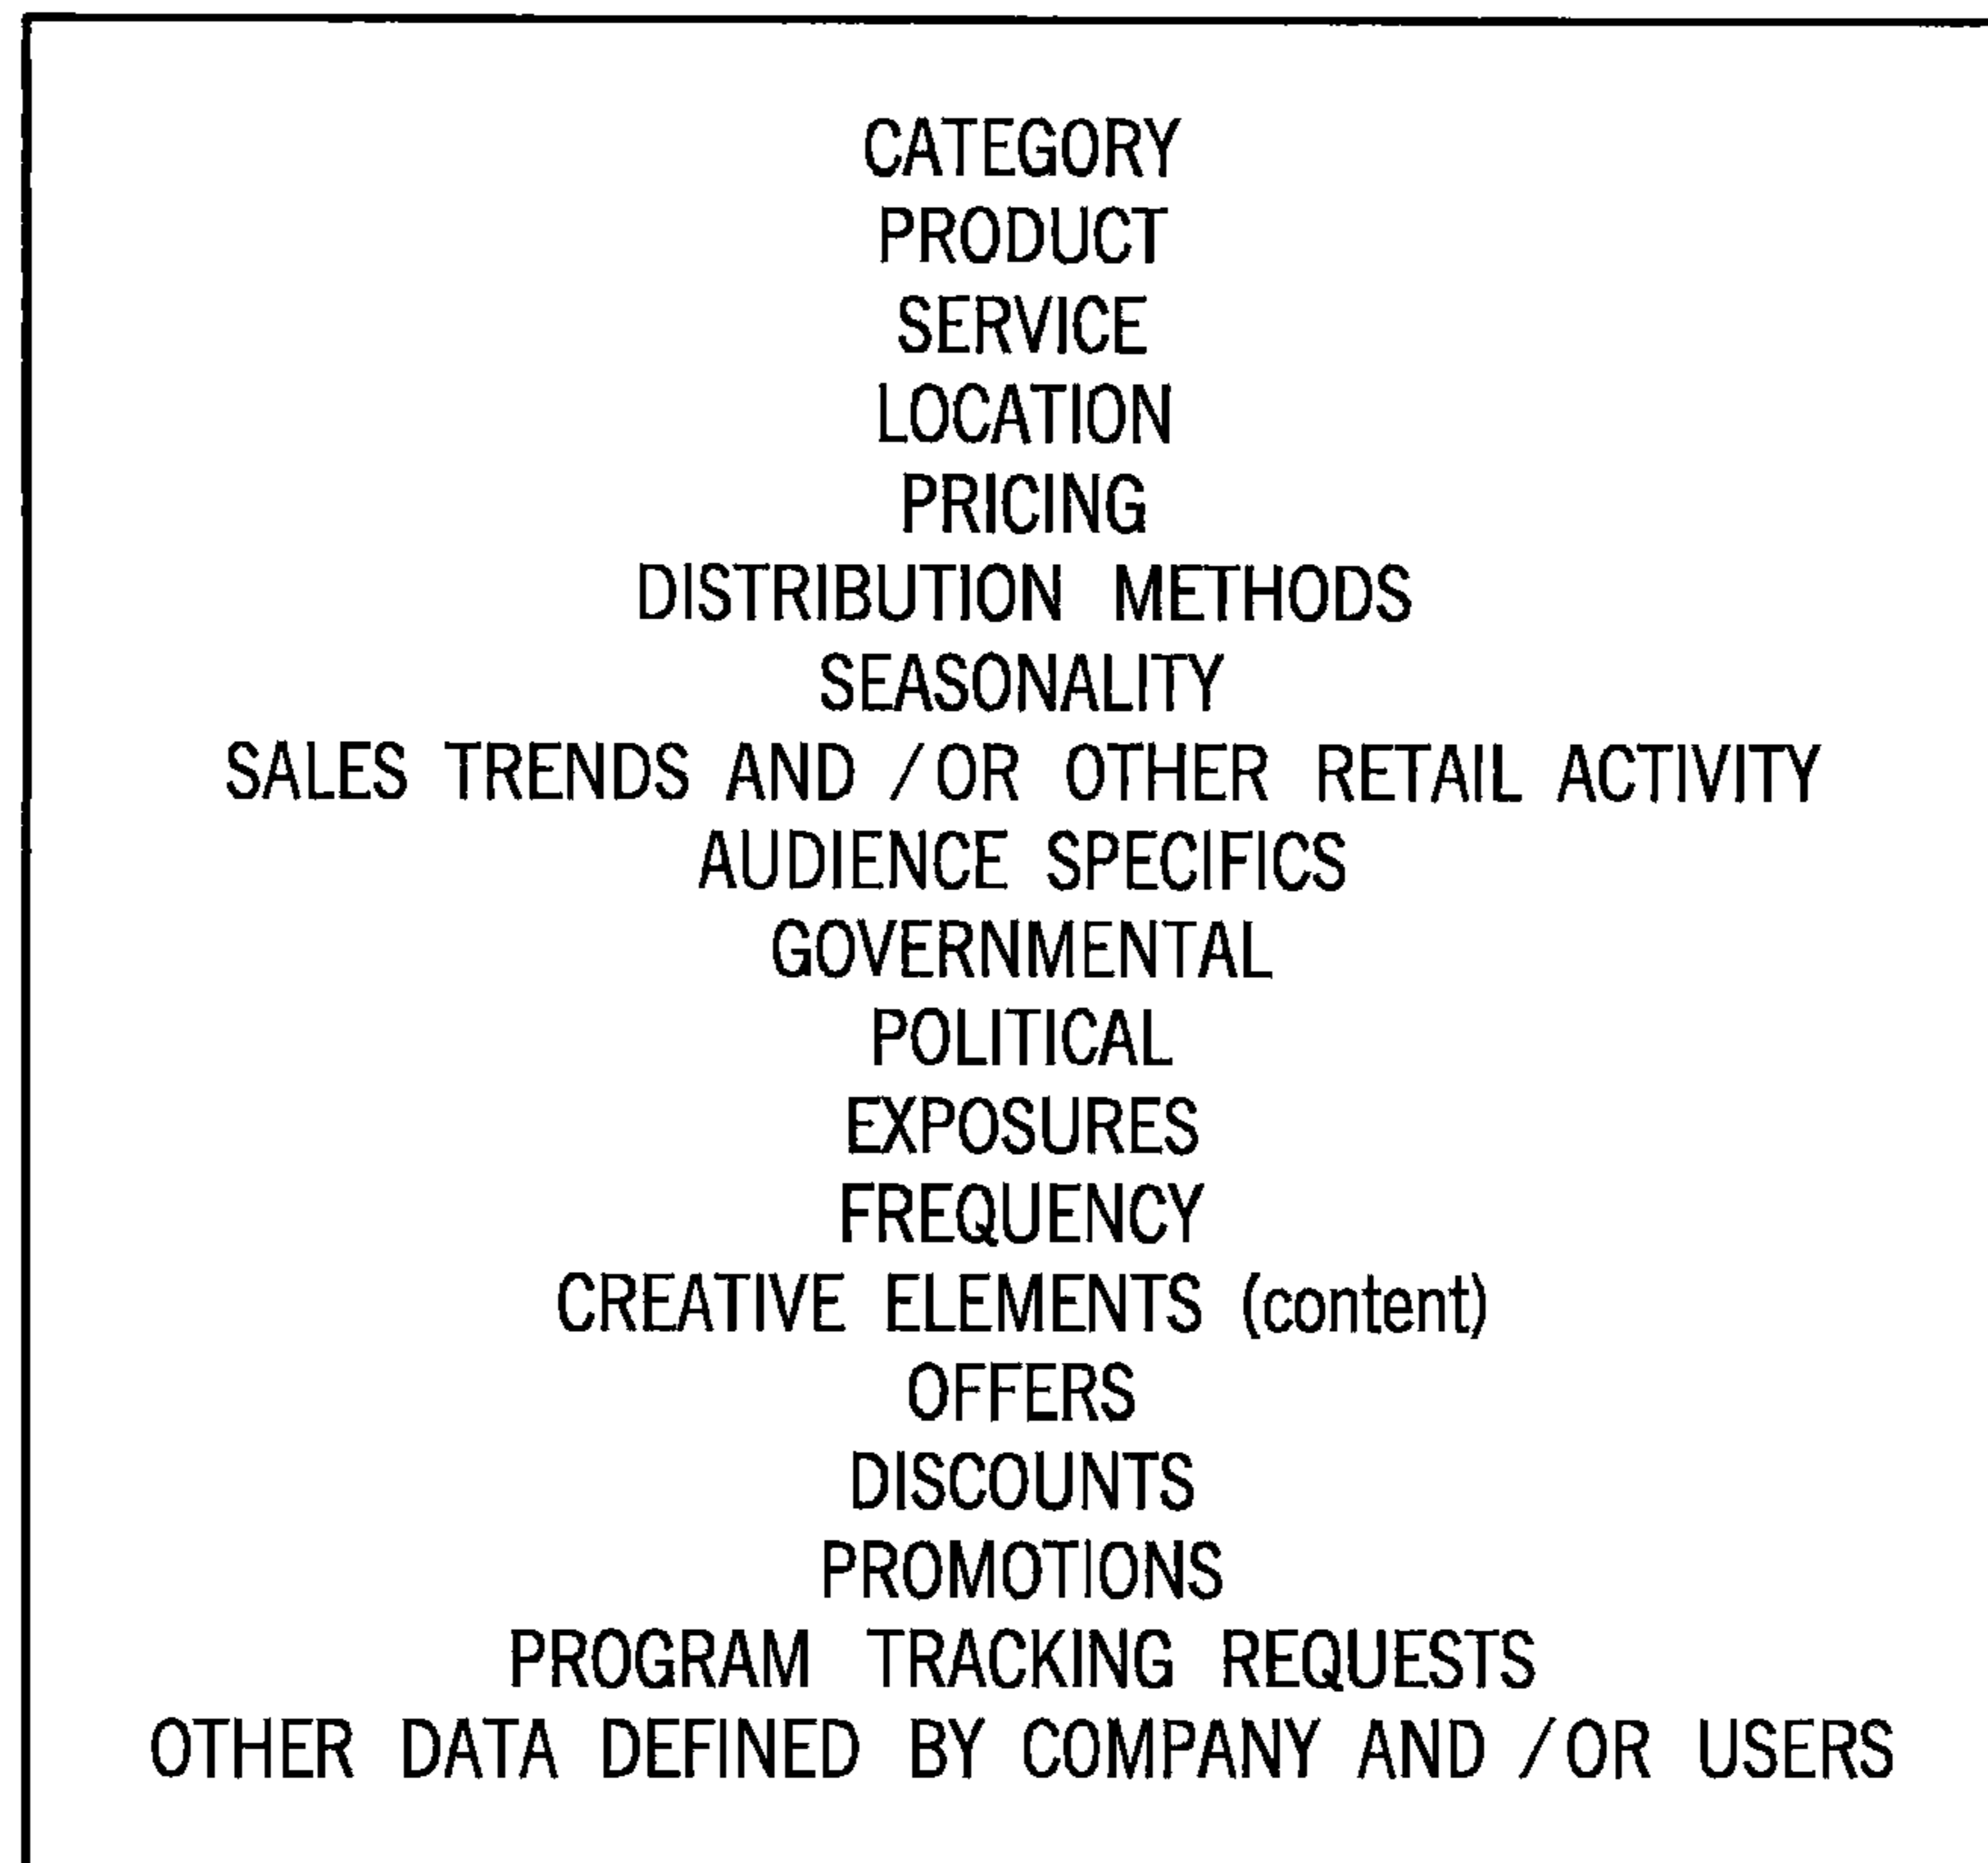 CATEGORY
PRODUCT
SERVICE
LOCATION
PRICING
DISTRIBUTION METHODS
SEASONALITY
SALES TRENDS AND /OR OTHER RETAIL ACTIVITY
AUDIENCE SPECIFICS
GOVERNMENTAL
POLITICAL
EXPOSURES
FREQUENCY
CREATIVE ELEMENTS (content)
OFFERS
DISCOUNTS
PROMOTIONS
PROGRAM TRACKING REQUESTS
OTHER DATA DEFINED BY COMPANY AND /OR USERS